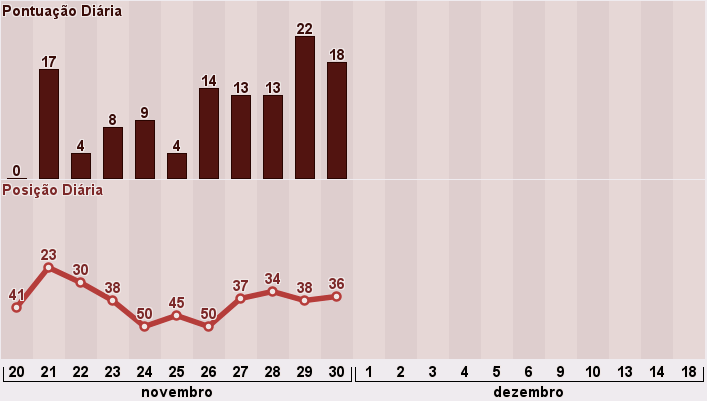 Pontuação Diária
0 17 4 8 9 4 14 13 13 22 18
Posição Diária
41 23 30 38 50 45 50 37 34 38 36
20 21 22 23 24 25 26 27 28 29 30 1 2 3 4 5 6 9 10 13 14 18
novembro dezembro